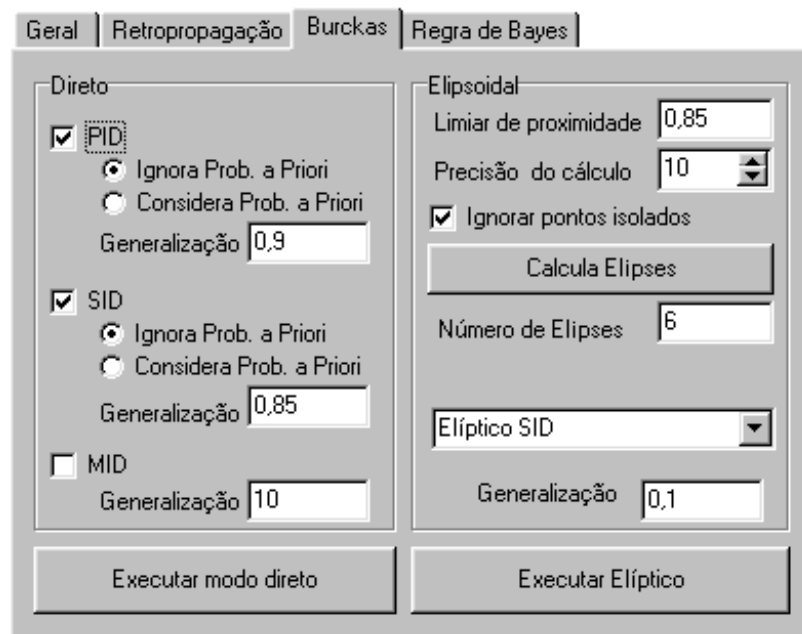 Geral
Retropropagação
Burckas
Regra de Bayes
Direto
PID
Ignora Prob. a Priori
Considera Prob. a Priori
Generalização 0,9
SID
Ignora Prob. a Priori
Considera Prob. a Priori
Generalização 0,85
MID
Generalização 10
Executar modo direto
Elipsoidal
Limiar de proximidade 0,85
Precisão do cálculo 10
Ignorar pontos isolados
Calcula Elipses
Número de Elipses 6
Elíptico SID
Generalização 0,1
Executar Elíptico